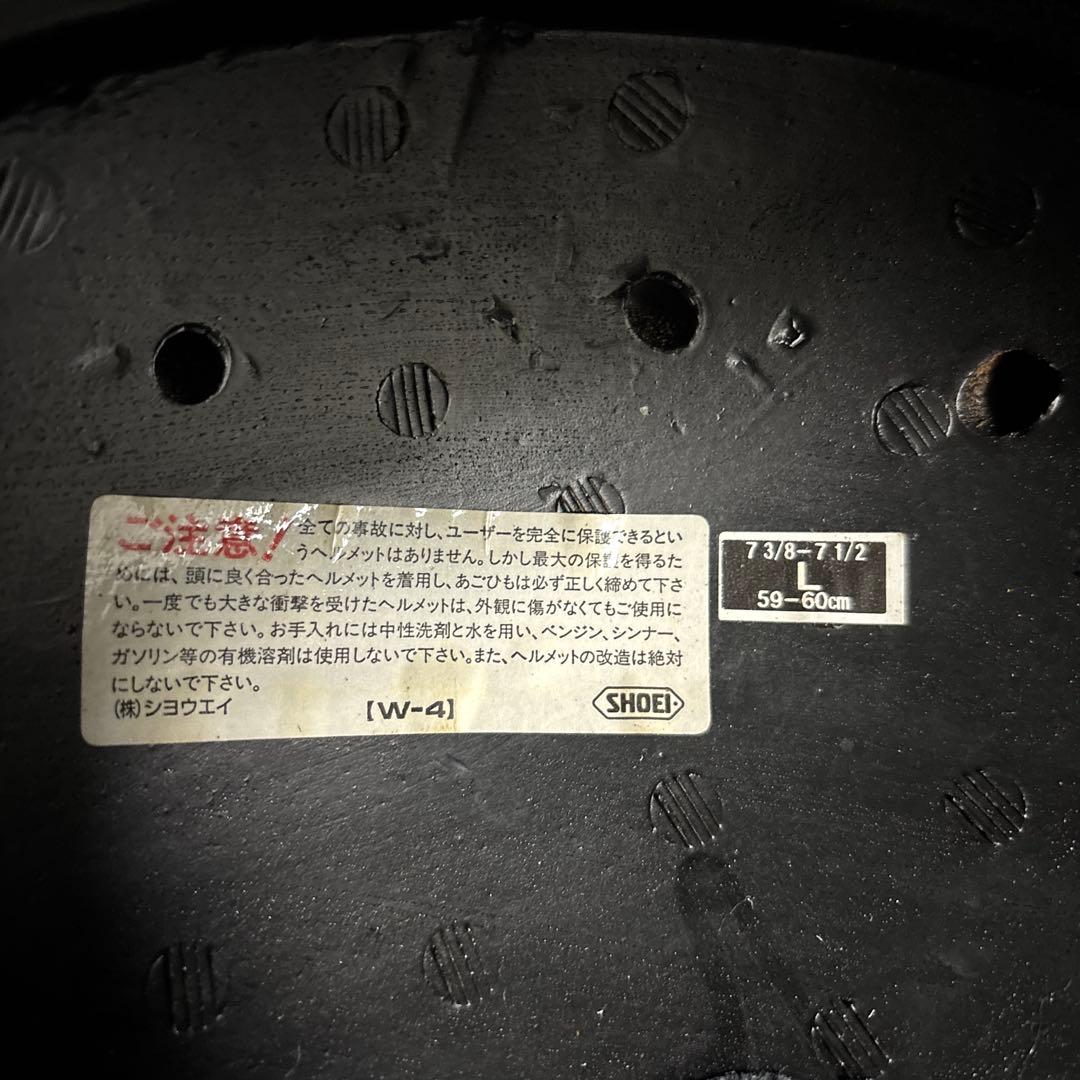 ご注意!
全ての事故に対し、ユーザーを完全に保護できるとい
うヘルメットはありません。しかし最大の保護を得るた
めには、頭に良く合ったヘルメットを着用し、あごひもは必ず正しく締めて下さ
い。一度でも大きな衝撃を受けたヘルメットは、外観に傷がなくてもご使用に
ならないで下さい。お手入れには中性洗剤と水を用い、ベンジン、シンナー、
ガソリン等の有機溶剤は使用しないで下さい。また、ヘルメットの改造は絶対
にしないで下さい。
(株)シヨウエイ 【W-4】 SHOEI
7 3/8-7 1/2
L
59-60cm